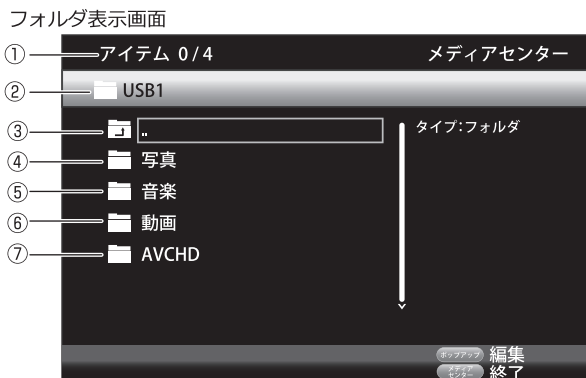 フォルダ表示画面
① アイテム 0/4 メディアセンター
② USB1
③ .. タイプ:フォルダ
④ 写真
⑤ 音楽
⑥ 動画
⑦ AVCHD
ポップアップ 編集
メディアセンター 終了